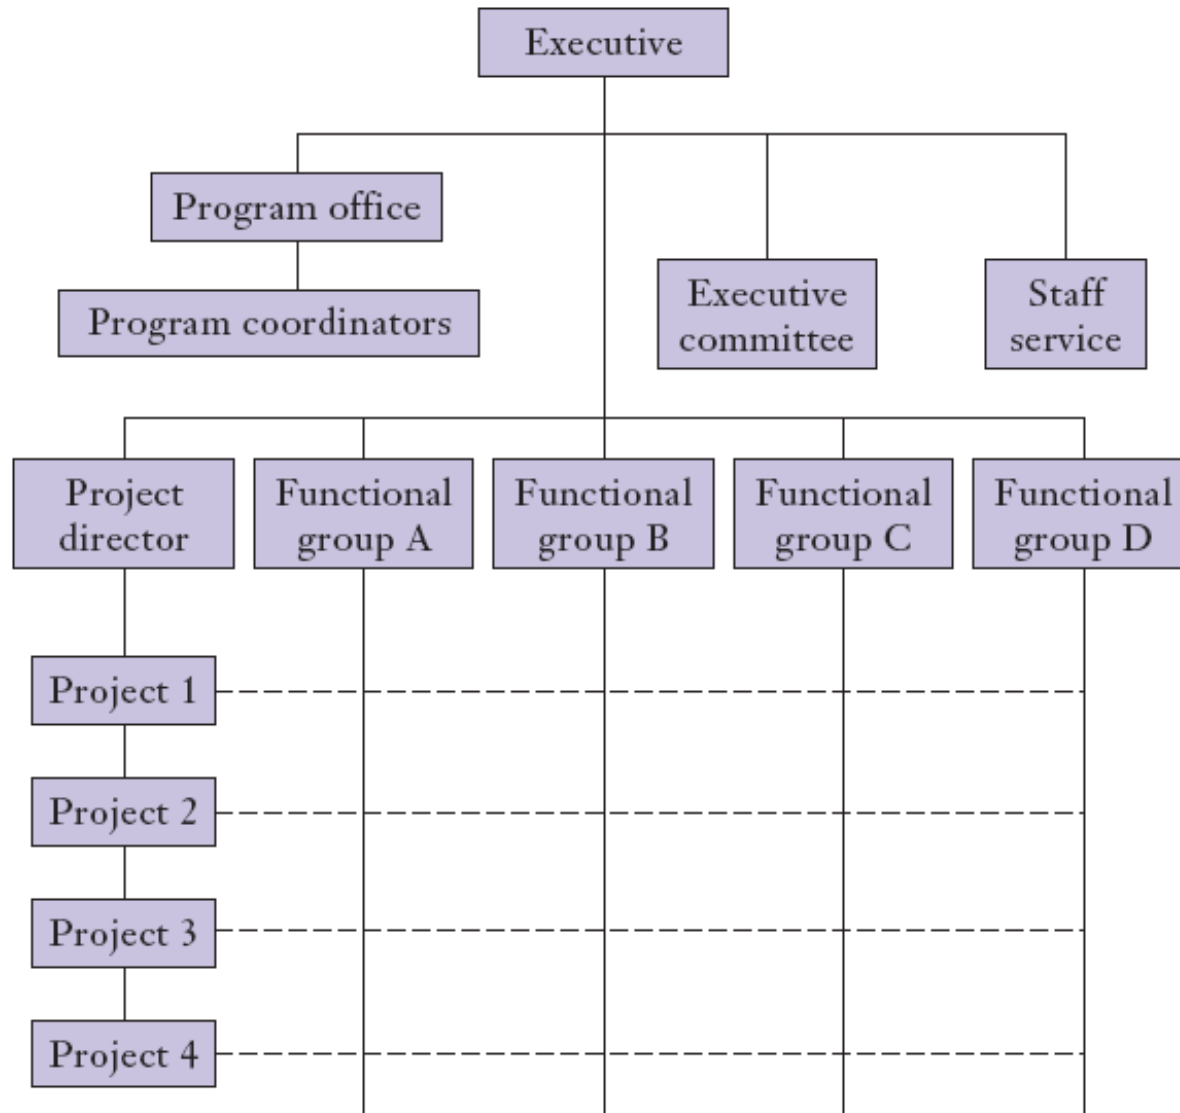 Executive
Program office
Program coordinators
Executive
committee
Staff
service
Project
director
Functional
group A
Functional
group B
Functional
group C
Functional
group D
Project 1
Project 2
Project 3
Project 4